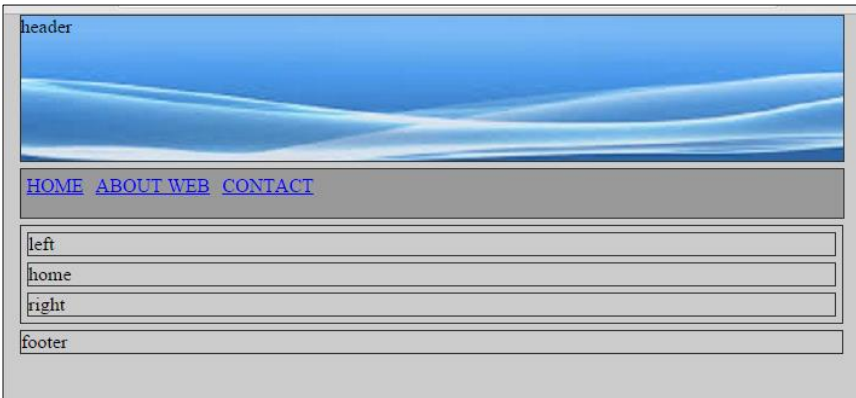 header
HOME ABOUT WEB CONTACT
left
home
right
footer